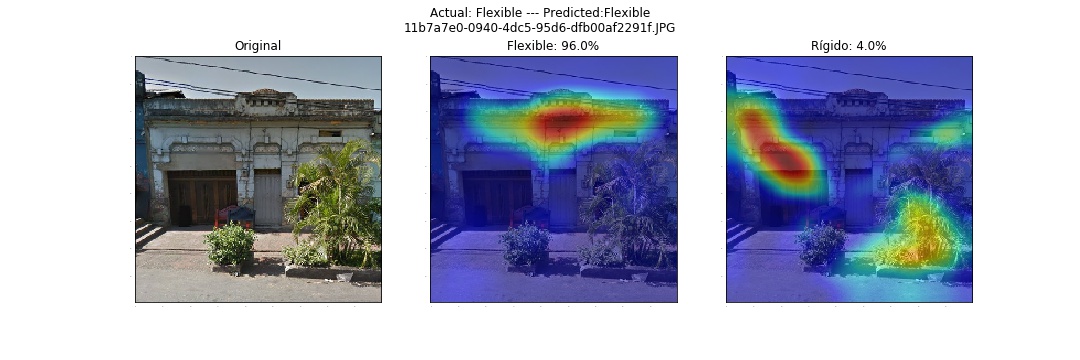 Actual: Flexible --- Predicted:Flexible
11b7a7e0-0940-4dc5-95d6-dfb00af2291f.JPG
Original
Flexible: 96.0%
Rígido: 4.0%